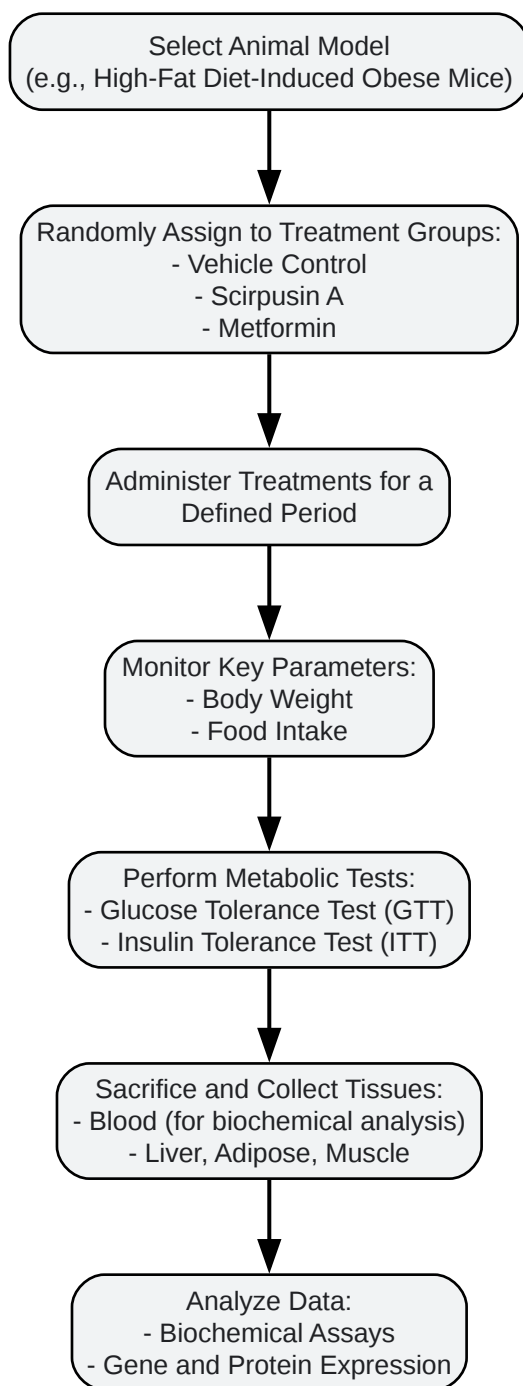 Select Animal Model
(e.g., High-Fat Diet-Induced Obese Mice)
Randomly Assign to Treatment Groups:
- Vehicle Control
- Scirpusin A
- Metformin
Administer Treatments for a
Defined Period
Monitor Key Parameters:
- Body Weight
- Food Intake
Perform Metabolic Tests:
- Glucose Tolerance Test (GTT)
- Insulin Tolerance Test (ITT)
Sacrifice and Collect Tissues:
- Blood (for biochemical analysis)
- Liver, Adipose, Muscle
Analyze Data:
- Biochemical Assays
- Gene and Protein Expression